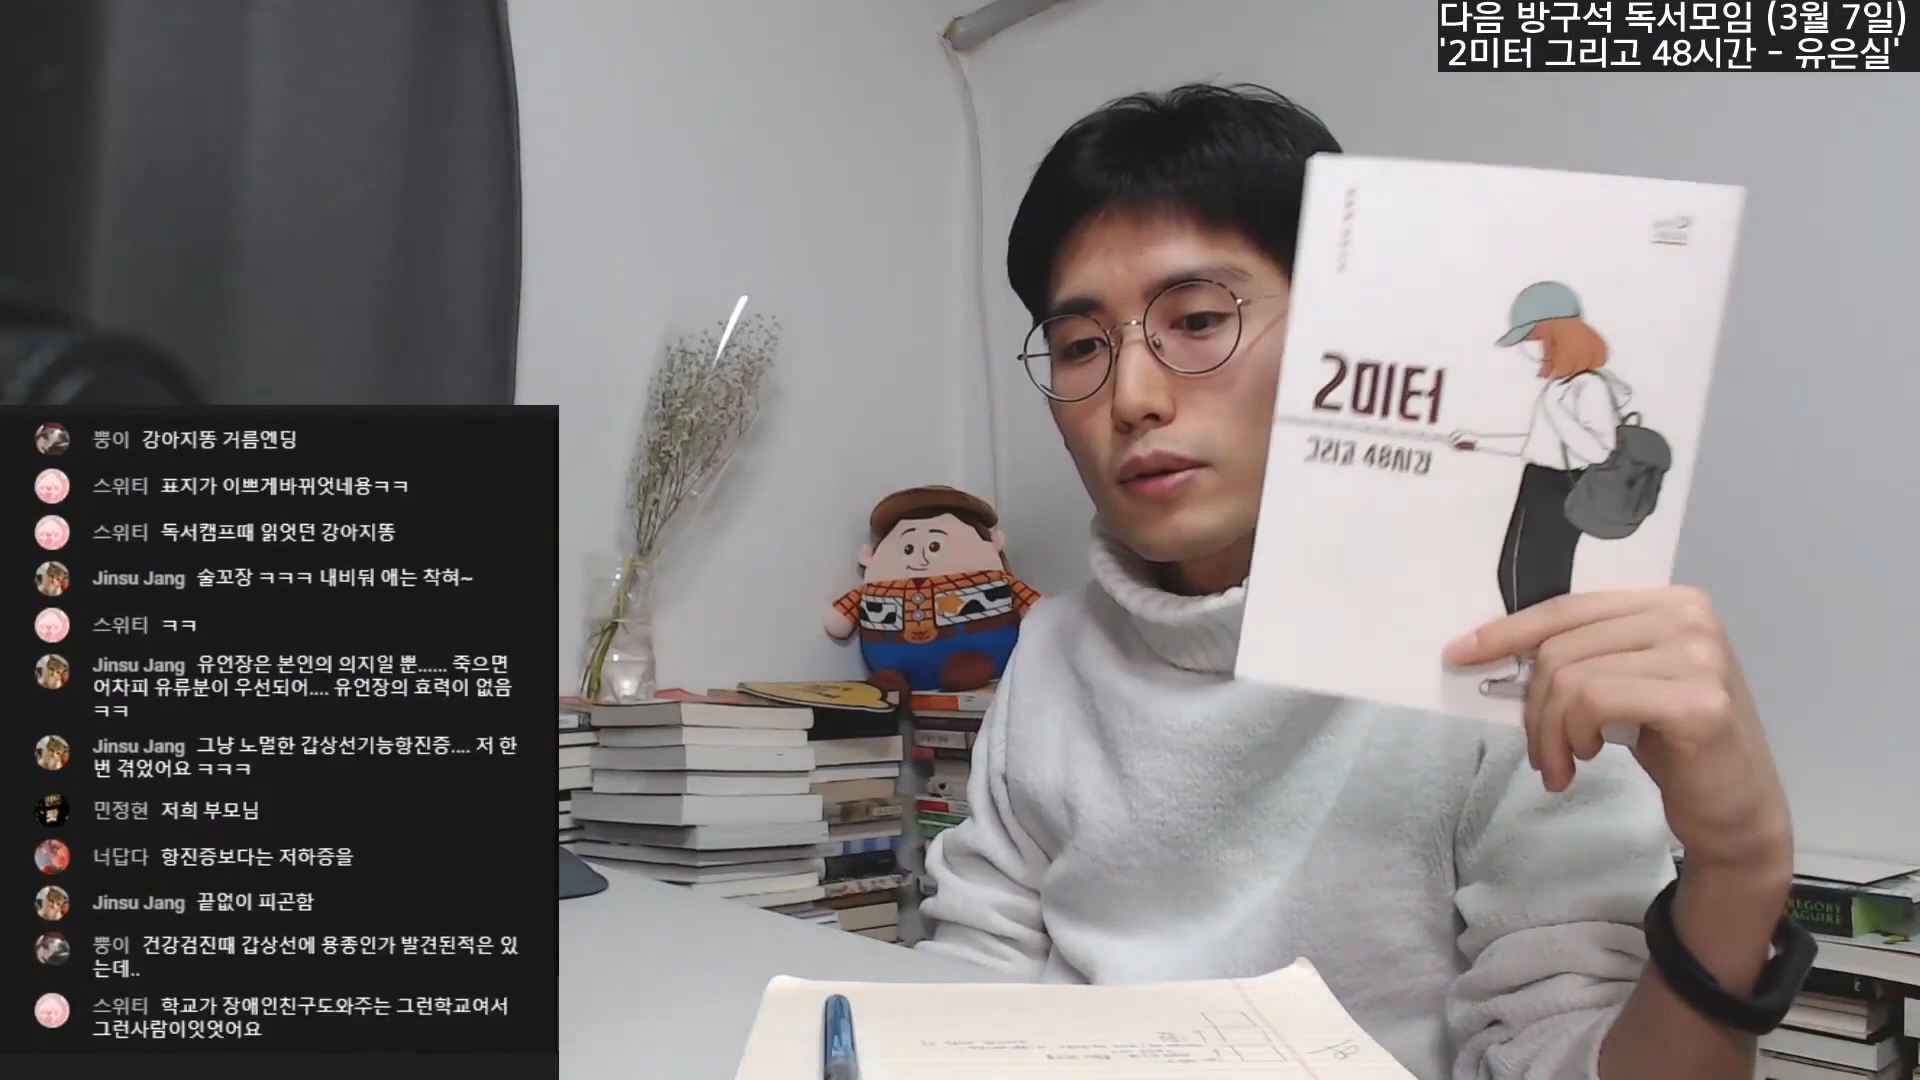 다음 방구석 독서모임 (3월 7일)
'2미터 그리고 48시간 - 유은실'
2미터
그리고 48시간
뿡이 강아지똥 거름엔딩
스위티 표지가 이쁘게바뀌엇네용ㅋㅋ
스위티 독서캠프때 읽엇던 강아지똥
Jinsu Jang 술꼬장 ㅋㅋㅋ 내비둬 애는 착혀~
스위티 ㅋㅋ
Jinsu Jang 유언장은 본인의 의지일 뿐...... 죽으면
어차피 유류분이 우선되어.... 유언장의 효력이 없음
ㅋㅋ
Jinsu Jang 그냥 노멀한 갑상선기능항진증.... 저 한
번 겪었어요 ㅋㅋㅋ
민정현 저희 부모님
너답다 항진증보다는 저하증을
Jinsu Jang 끝없이 피곤함
뿡이 건강검진때 갑상선에 용종인가 발견된적은 있
는데..
스위티 학교가 장애인친구도와주는 그런학교여서
그런사람이잇엇어요